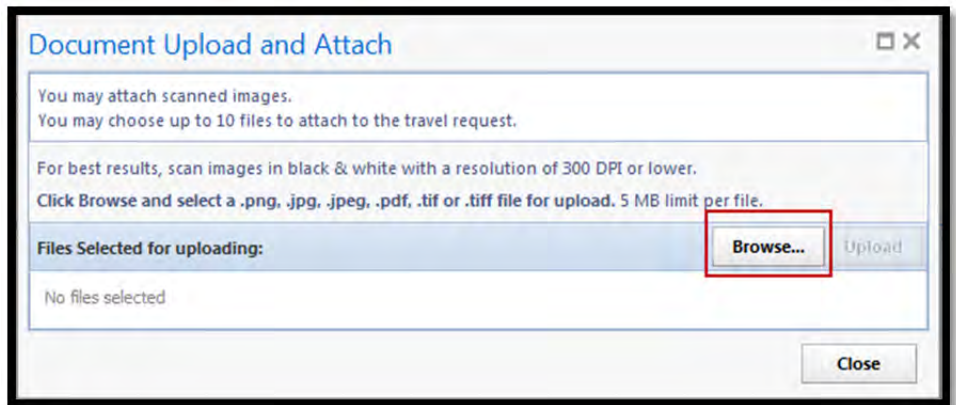 Document Upload and Attach
You may attach scanned images.
You may choose up to 10 files to attach to the travel request.
For best results, scan images in black & white with a resolution of 300 DPI or lower.
Click Browse and select a .png, .jpg, .jpeg, .pdf, .tif or .tiff file for upload. 5 MB limit per file.
Files Selected for uploading: Browse... Upload
No files selected
Close